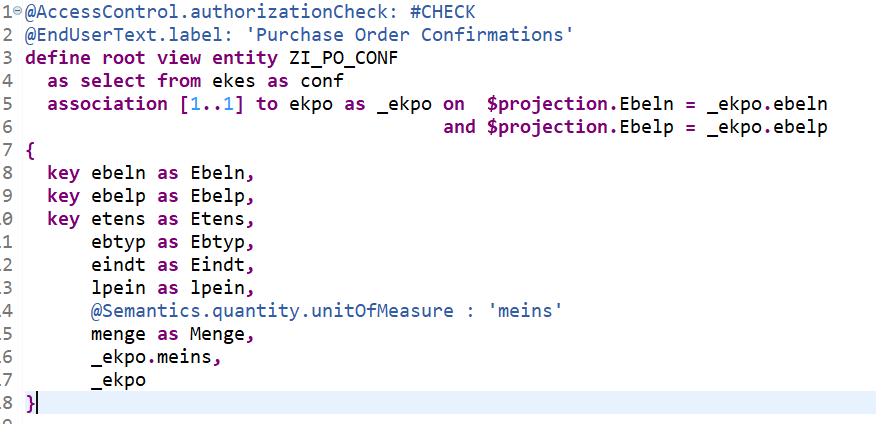 1 @AccessControl.authorizationCheck: #CHECK
2 @EndUserText.label: 'Purchase Order Confirmations'
3 define root view entity ZI_PO_CONF
4   as select from ekes as conf
5   association [1..1] to ekpo as _ekpo on  $projection.Ebeln = _ekpo.ebeln
6                                       and $projection.Ebelp = _ekpo.ebelp
7 {
8   key ebeln as Ebeln,
9   key ebelp as Ebelp,
0   key etens as Etens,
1       ebtyp as Ebtyp,
2       eindt as Eindt,
3       lpein as lpein,
4       @Semantics.quantity.unitOfMeasure : 'meins'
5       menge as Menge,
6       _ekpo.meins,
7       _ekpo
8 }